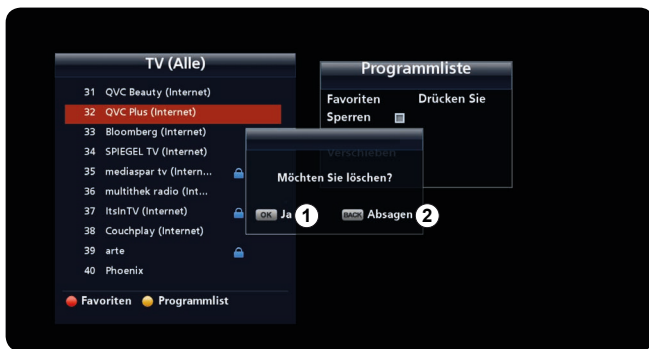 TV (Alle)
31 QVC Beauty (Internet)
32 QVC Plus (Internet)
33 Bloomberg (Internet)
34 SPIEGEL TV (Internet)
35 mediaspar tv (Intern...
36 multithek radio (Int...
37 ItsInTV (Internet)
38 Couchplay (Internet)
39 arte
40 Phoenix
Favoriten Programmlist
Programmliste
Favoriten Drücken Sie
Sperren
Verschieben
Möchten Sie löschen?
OK Ja 1 BACK Absagen 2